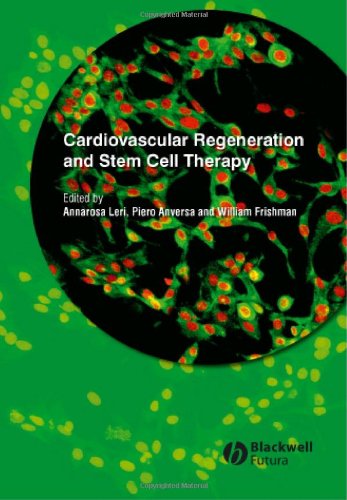 Cardiovascular Regeneration
and Stem Cell Therapy
Edited by
Annarosa Leri, Piero Anversa and William Frishman
Blackwell
Futura